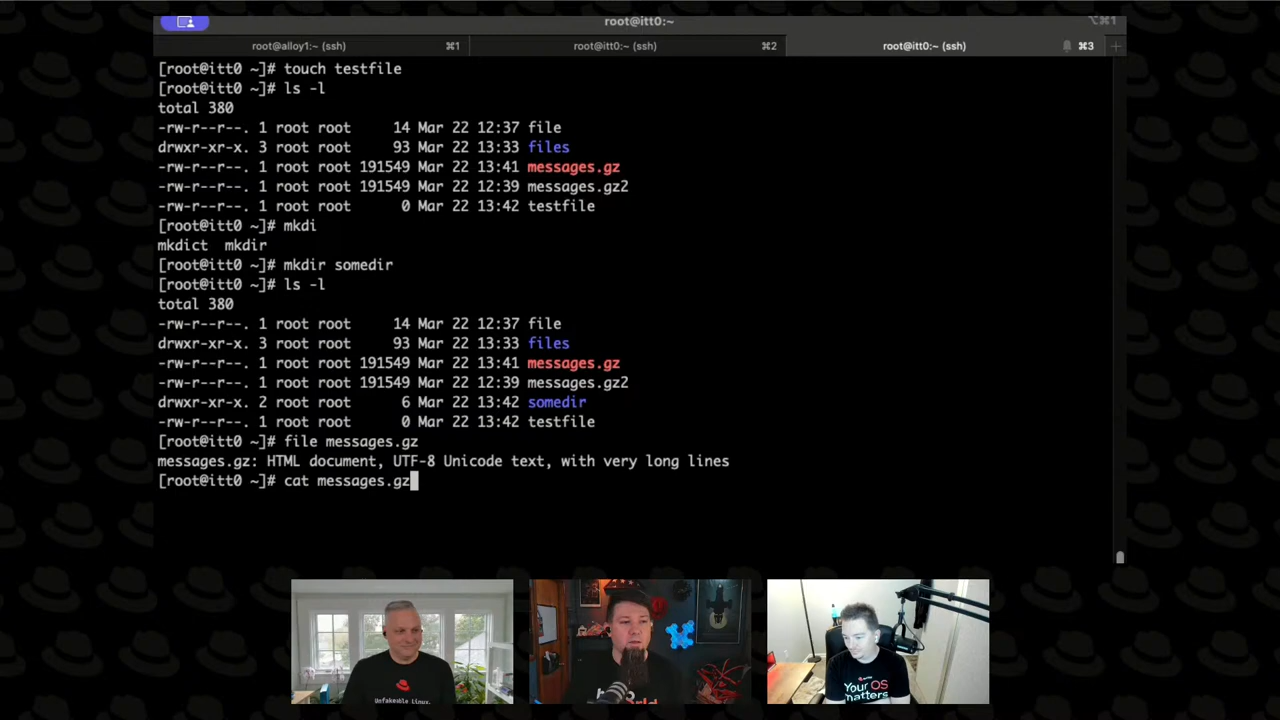 root@itt0:~
⌥⌘1
root@alloy1:~ (ssh) ⌘1
root@itt0:~ (ssh) ⌘2
root@itt0:~ (ssh) ⌘3
[root@itt0 ~]# touch testfile
[root@itt0 ~]# ls -l
total 380
-rw-r--r--. 1 root root     14 Mar 22 12:37 file
drwxr-xr-x. 3 root root     93 Mar 22 13:33 files
-rw-r--r--. 1 root root 191549 Mar 22 13:41 messages.gz
-rw-r--r--. 1 root root 191549 Mar 22 12:39 messages.gz2
-rw-r--r--. 1 root root      0 Mar 22 13:42 testfile
[root@itt0 ~]# mkdi
mkdict  mkdir
[root@itt0 ~]# mkdir somedir
[root@itt0 ~]# ls -l
total 380
-rw-r--r--. 1 root root     14 Mar 22 12:37 file
drwxr-xr-x. 3 root root     93 Mar 22 13:33 files
-rw-r--r--. 1 root root 191549 Mar 22 13:41 messages.gz
-rw-r--r--. 1 root root 191549 Mar 22 12:39 messages.gz2
drwxr-xr-x. 2 root root      6 Mar 22 13:42 somedir
-rw-r--r--. 1 root root      0 Mar 22 13:42 testfile
[root@itt0 ~]# file messages.gz
messages.gz: HTML document, UTF-8 Unicode text, with very long lines
[root@itt0 ~]# cat messages.gz
Unfakeable Linux.
Your OS
matters